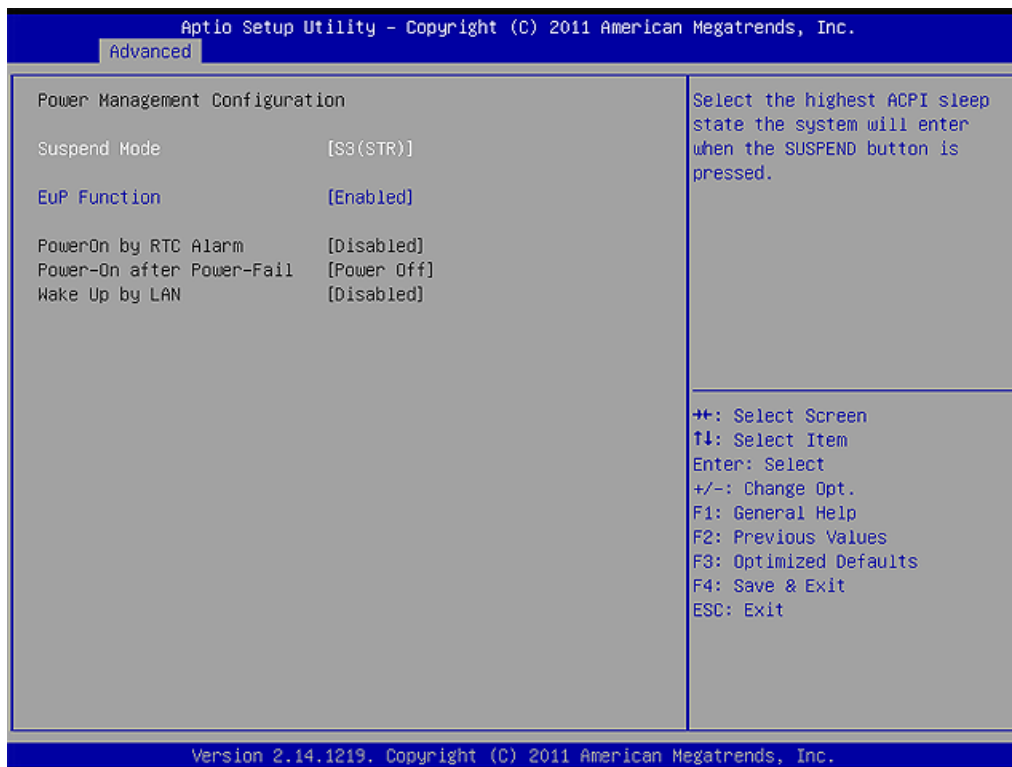 Aptio Setup Utility – Copyright (C) 2011 American Megatrends, Inc.
Advanced
Power Management Configuration
Suspend Mode [S3(STR)]
EuP Function [Enabled]
PowerOn by RTC Alarm [Disabled]
Power-On after Power-Fail [Power Off]
Wake Up by LAN [Disabled]
Select the highest ACPI sleep
state the system will enter
when the SUSPEND button is
pressed.
→←: Select Screen
↑↓: Select Item
Enter: Select
+/-: Change Opt.
F1: General Help
F2: Previous Values
F3: Optimized Defaults
F4: Save & Exit
ESC: Exit
Version 2.14.1219. Copyright (C) 2011 American Megatrends, Inc.